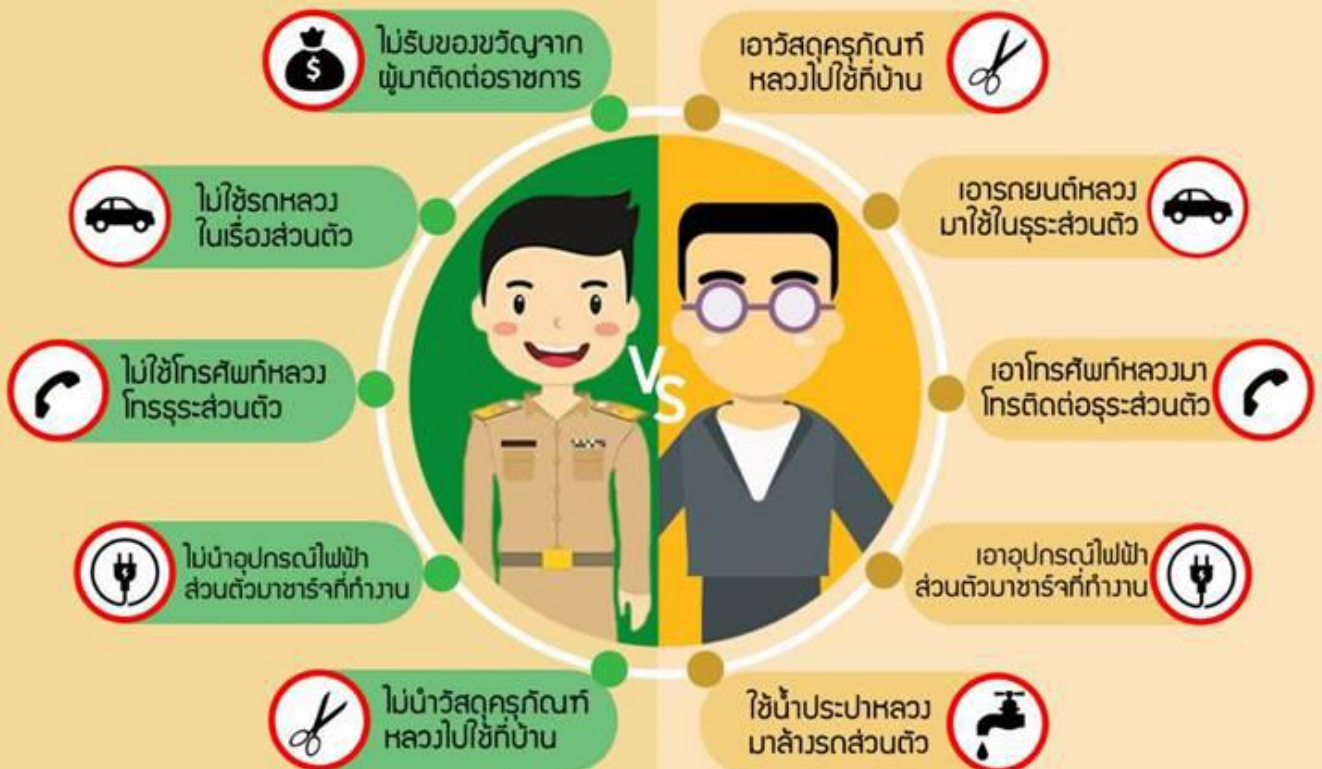 $
ไม่รับของขวัญจาก
ผู้มาติดต่อราชการ
ไม่ใช้รถหลวง
ในเรื่องส่วนตัว
ไม่ใช้โทรศัพท์หลวง
โทรธุระส่วนตัว
ไม่นำอุปกรณ์ไฟฟ้า
ส่วนตัวมาชาร์จที่ทำงาน
ไม่นำวัสดุครุภัณฑ์
หลวงไปใช้ที่บ้าน
VS
เอาวัสดุครุภัณฑ์
หลวงไปใช้ที่บ้าน
เอารถยนต์หลวง
มาใช้ในธุระส่วนตัว
เอาโทรศัพท์หลวงมา
โทรติดต่อธุระส่วนตัว
เอาอุปกรณ์ไฟฟ้า
ส่วนตัวมาชาร์จที่ทำงาน
ใช้น้ำประปาหลวง
มาล้างรถส่วนตัว